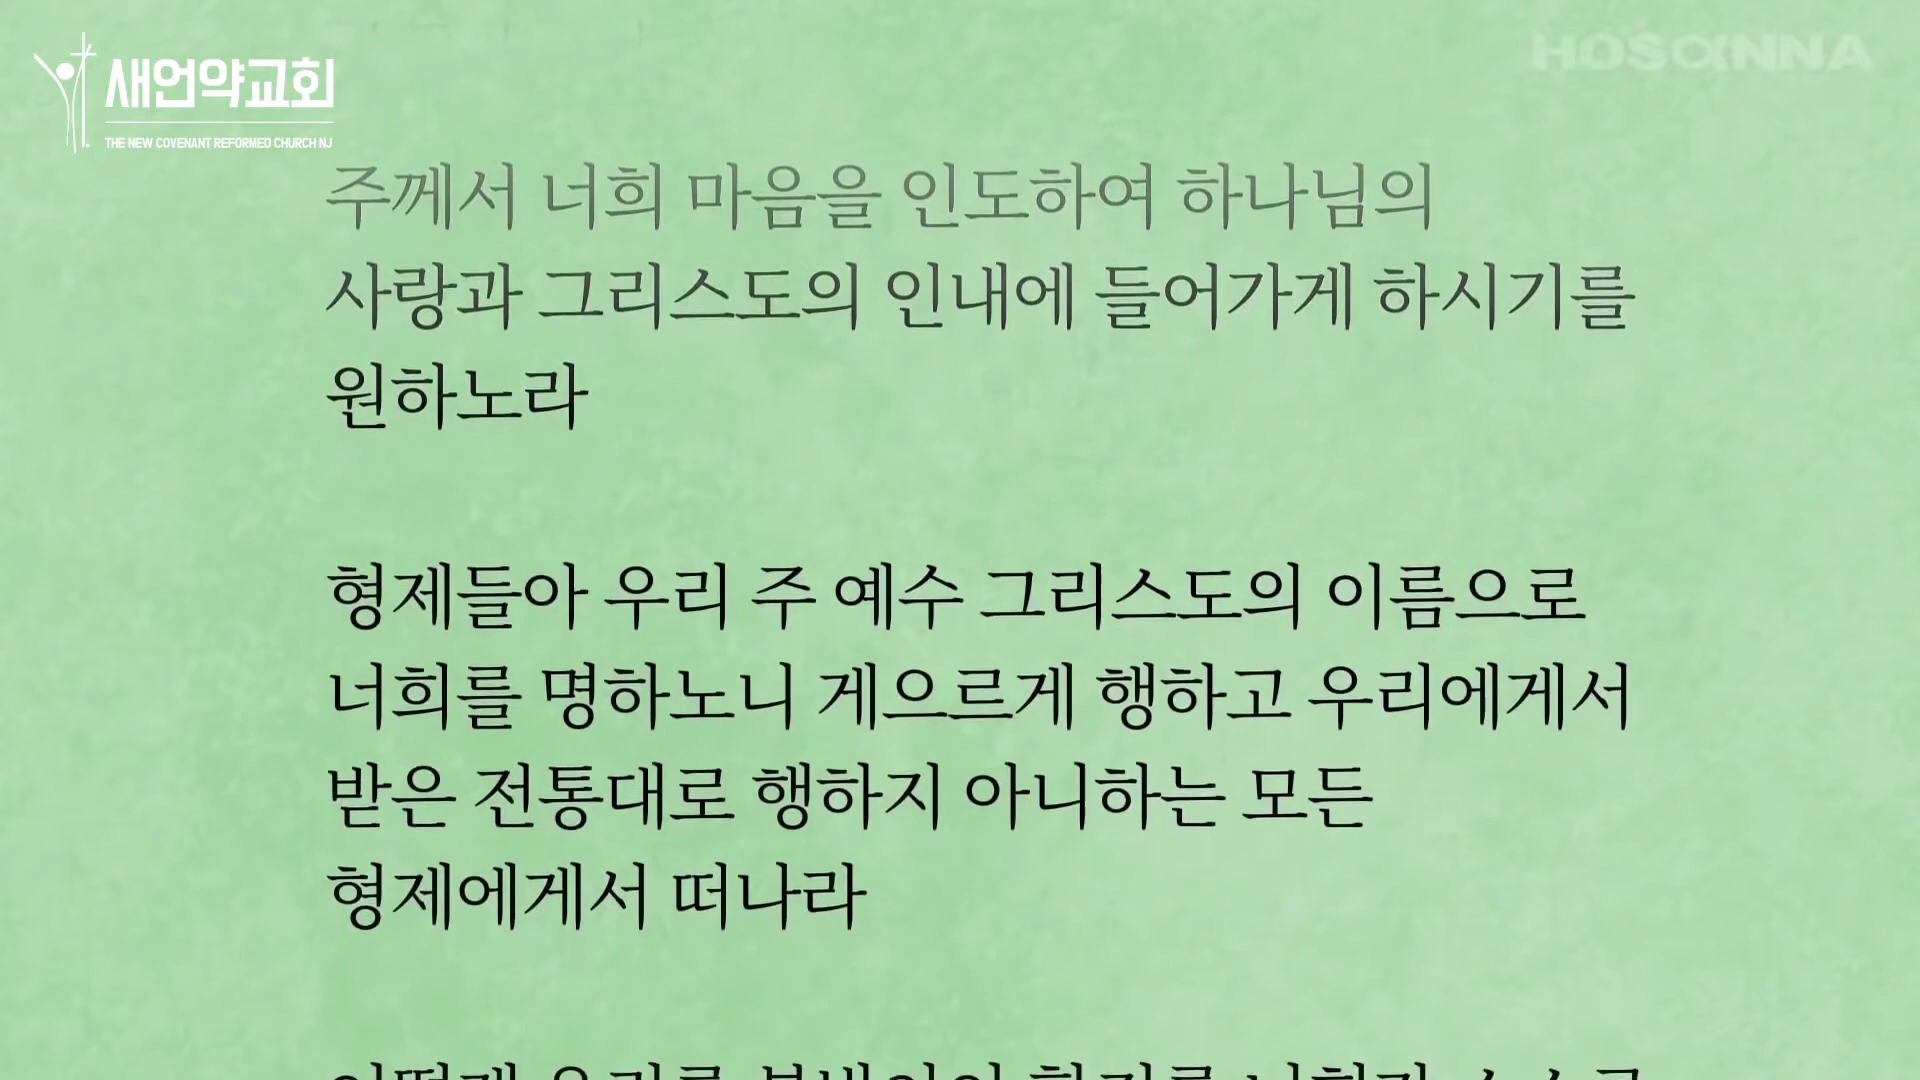 새언약교회
THE NEW COVENANT REFORMED CHURCH NJ
HOSANNA
주께서 너희 마음을 인도하여 하나님의
사랑과 그리스도의 인내에 들어가게 하시기를
원하노라
형제들아 우리 주 예수 그리스도의 이름으로
너희를 명하노니 게으르게 행하고 우리에게서
받은 전통대로 행하지 아니하는 모든
형제에게서 떠나라